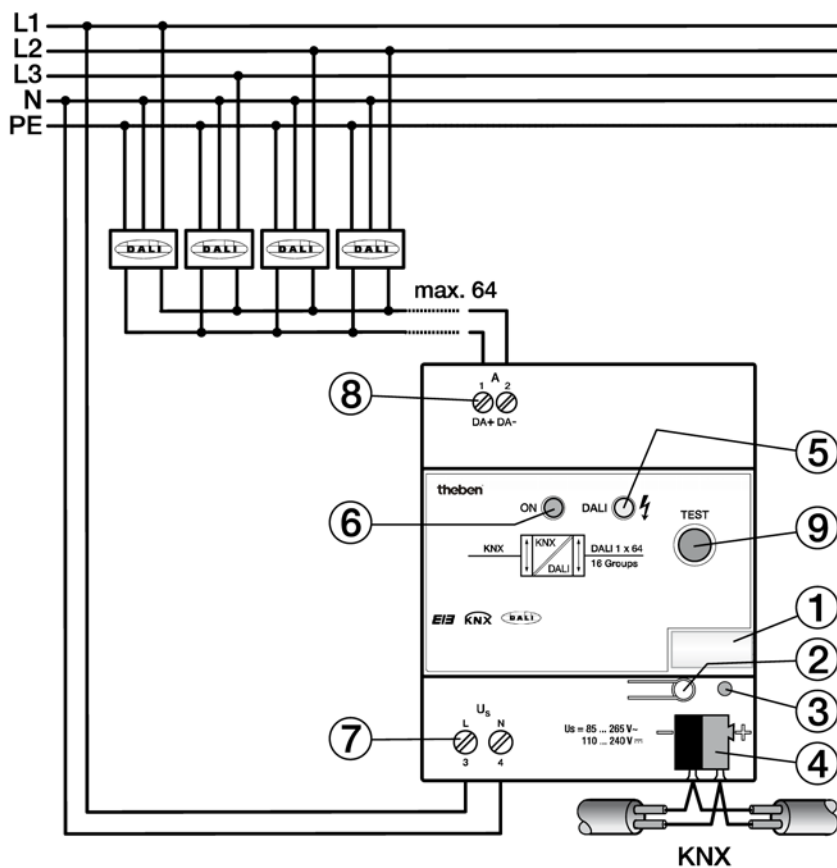 L1
L2
L3
N
PE
DALI DALI DALI DALI
max. 64
A
1 2
8
DA+ DA-
5
theben
ON DALI
TEST
6
9
KNX KNX DALI DALI 1 x 64
16 Groups
1
EIB KNX DALI
2
3
Us
L N
Us = 85 ... 265 V~
110 ... 240 V⎓
7
3 4
− +
4
KNX